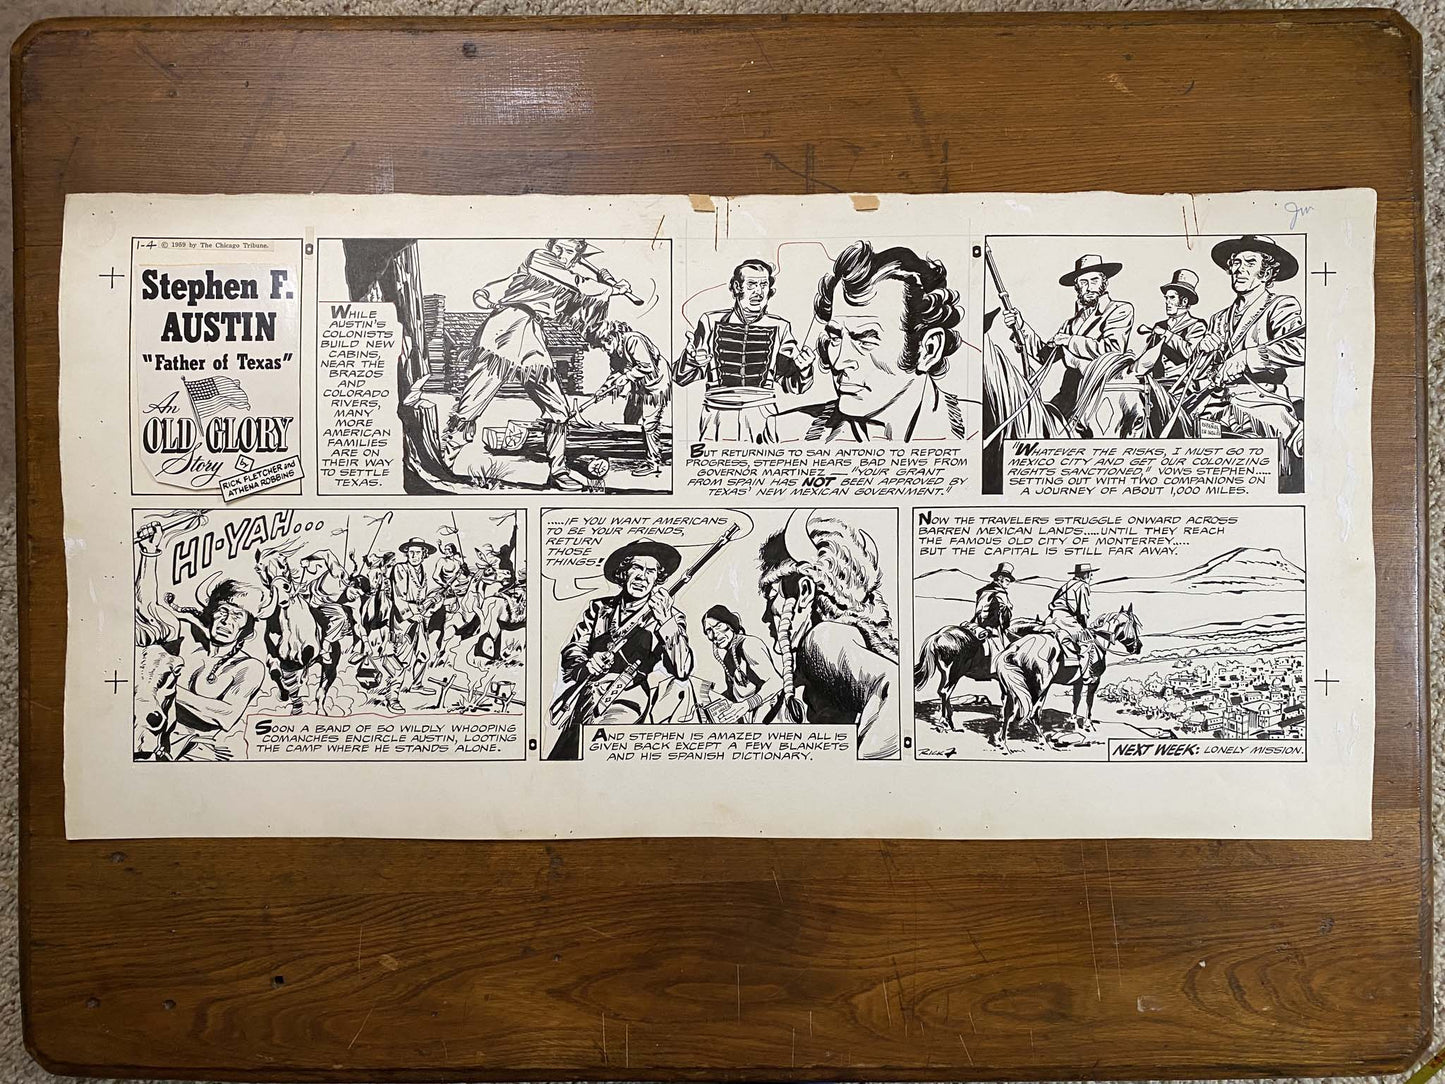 Jw
1-4 © 1969 by The Chicago Tribune.
Stephen F.
AUSTIN
"Father of Texas"
An
OLD GLORY
Story by
RICK FLETCHER and
ATHENA ROBBINS
WHILE
AUSTIN'S
COLONISTS
BUILD NEW
CABINS,
NEAR THE
BRAZOS
AND
COLORADO
RIVERS,
MANY
MORE
AMERICAN
FAMILIES
ARE ON
THEIR WAY
TO SETTLE
TEXAS.
BUT RETURNING TO SAN ANTONIO TO REPORT
PROGRESS, STEPHEN HEARS BAD NEWS FROM
GOVERNOR MARTINEZ ..... "YOUR GRANT
FROM SPAIN HAS NOT BEEN APPROVED BY
TEXAS' NEW MEXICAN GOVERNMENT."
"WHATEVER THE RISKS, I MUST GO TO
MEXICO CITY AND GET OUR COLONIZING
RIGHTS SANCTIONED," VOWS STEPHEN....
SETTING OUT WITH TWO COMPANIONS ON
A JOURNEY OF ABOUT 1,000 MILES.
HI-YAH...
SOON A BAND OF 50 WILDLY WHOOPING
COMANCHES ENCIRCLE AUSTIN, LOOTING
THE CAMP WHERE HE STANDS ALONE.
.....IF YOU WANT AMERICANS
TO BE YOUR FRIENDS,
RETURN
THOSE
THINGS!
AND STEPHEN IS AMAZED WHEN ALL IS
GIVEN BACK EXCEPT A FEW BLANKETS
AND HIS SPANISH DICTIONARY.
NOW THE TRAVELERS STRUGGLE ONWARD ACROSS
BARREN MEXICAN LANDS.....UNTIL THEY REACH
THE FAMOUS OLD CITY OF MONTERREY....
BUT THE CAPITAL IS STILL FAR AWAY.
RICK
NEXT WEEK: LONELY MISSION.